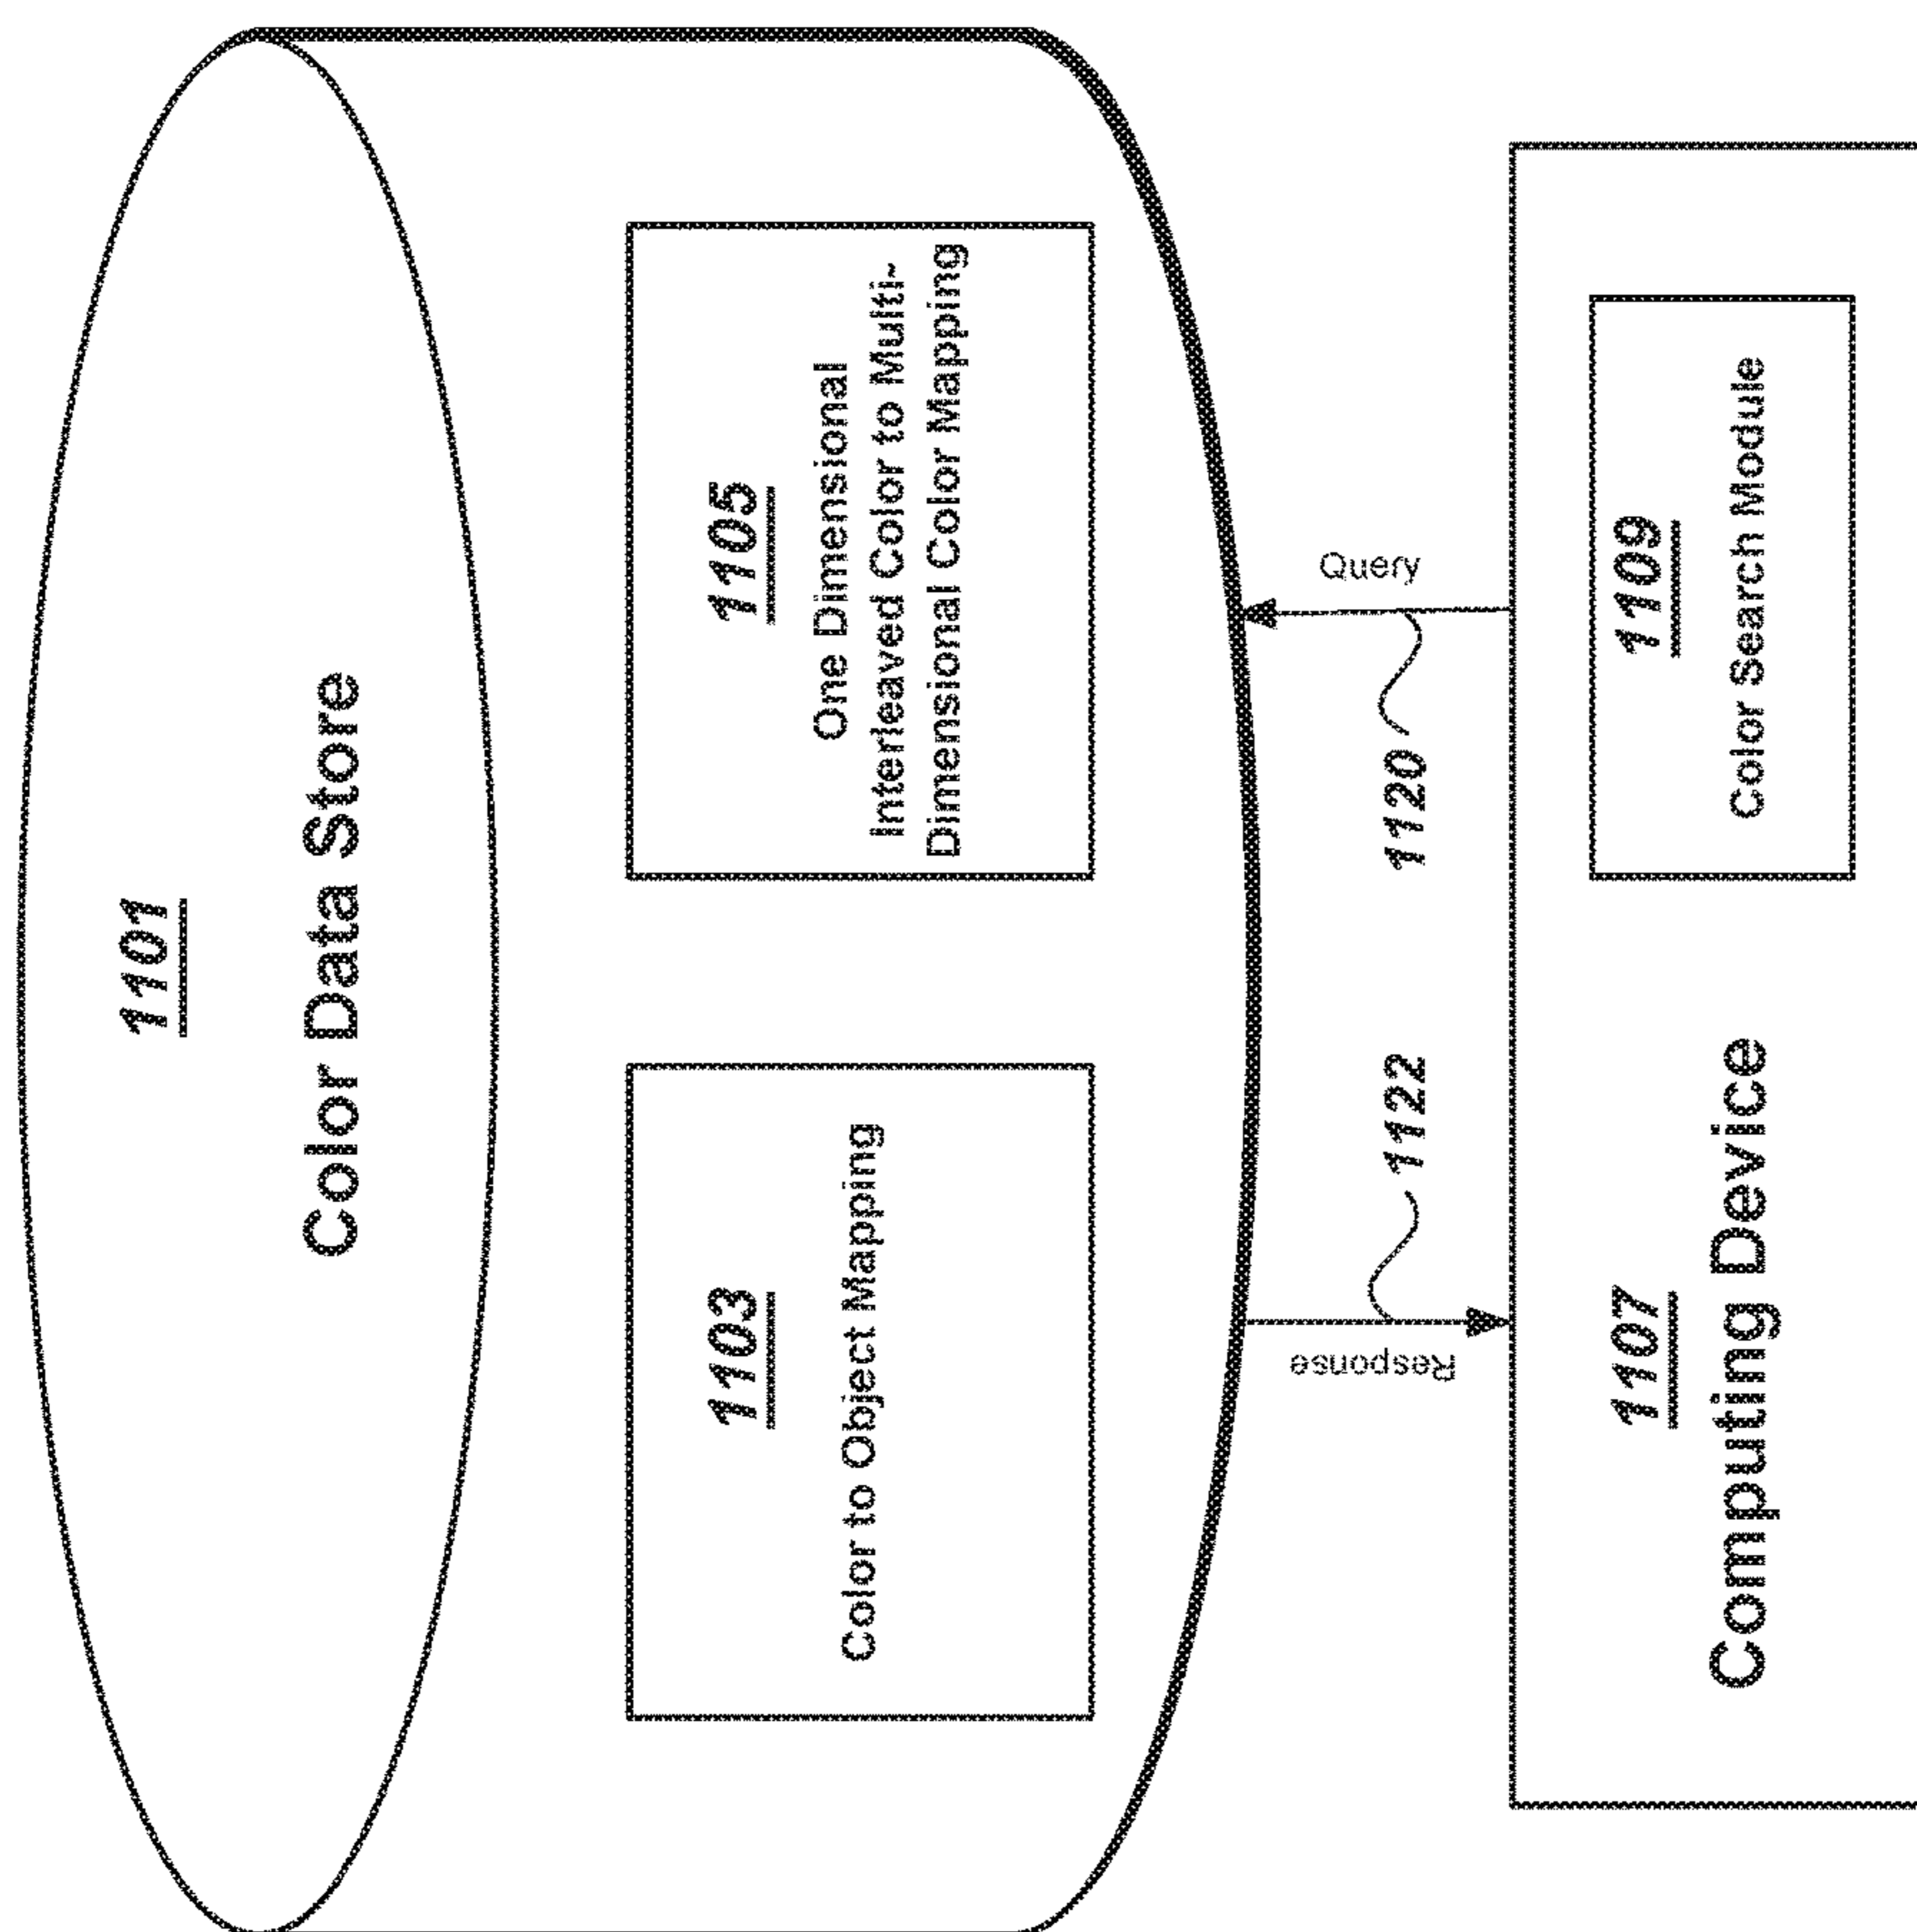 1101
Color Data Store
1103
Color to Object Mapping
1105
One Dimensional
Interleaved Color to Multi-
Dimensional Color Mapping
Response
1122
1120
Query
1107
Computing Device
1109
Color Search Module